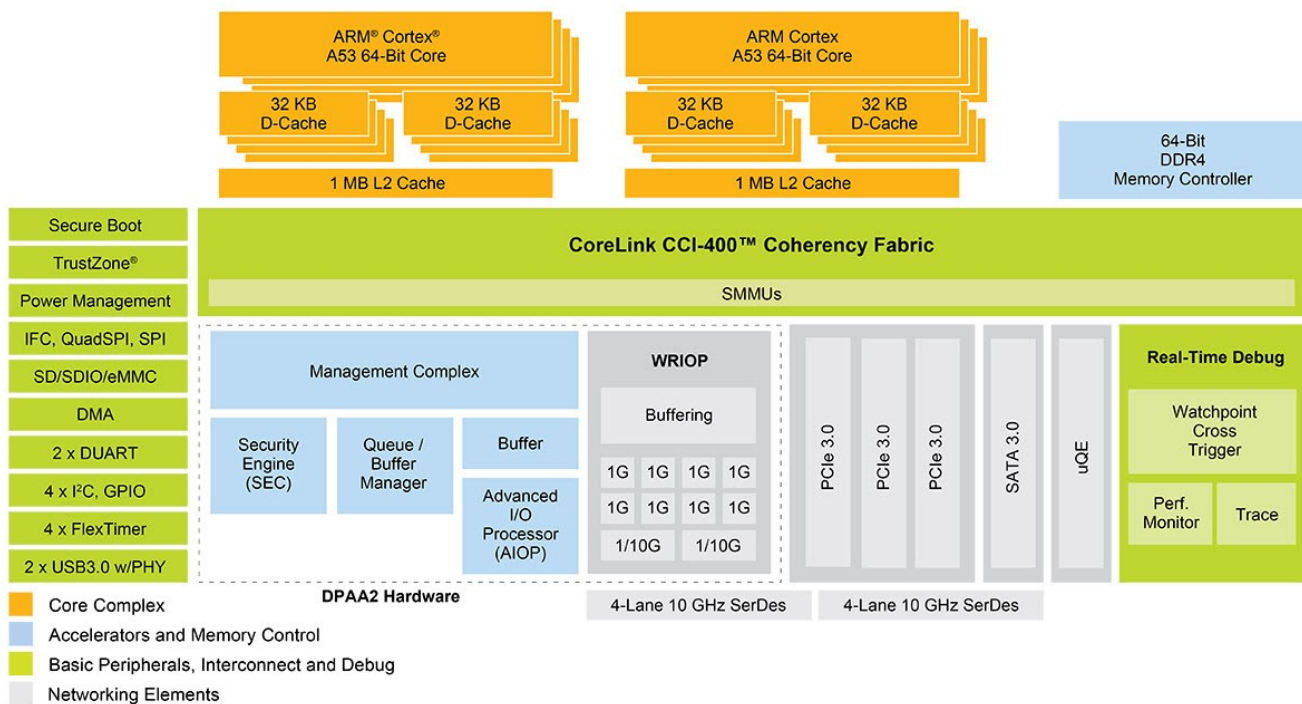 ARM® Cortex®
A53 64-Bit Core
ARM Cortex
A53 64-Bit Core
32 KB
D-Cache
32 KB
D-Cache
32 KB
D-Cache
32 KB
D-Cache
1 MB L2 Cache
1 MB L2 Cache
64-Bit
DDR4
Memory Controller
Secure Boot
TrustZone®
Power Management
IFC, QuadSPI, SPI
SD/SDIO/eMMC
DMA
2 x DUART
4 x I²C, GPIO
4 x FlexTimer
2 x USB3.0 w/PHY
CoreLink CCI-400™ Coherency Fabric
SMMUs
Management Complex
Security
Engine
(SEC)
Queue /
Buffer
Manager
Buffer
Advanced
I/O
Processor
(AIOP)
DPAA2 Hardware
WRIOP
Buffering
1G 1G 1G 1G
1G 1G 1G 1G
1/10G 1/10G
PCIe 3.0
PCIe 3.0
PCIe 3.0
SATA 3.0
uQE
4-Lane 10 GHz SerDes
4-Lane 10 GHz SerDes
Real-Time Debug
Watchpoint
Cross
Trigger
Perf.
Monitor
Trace
Core Complex
Accelerators and Memory Control
Basic Peripherals, Interconnect and Debug
Networking Elements